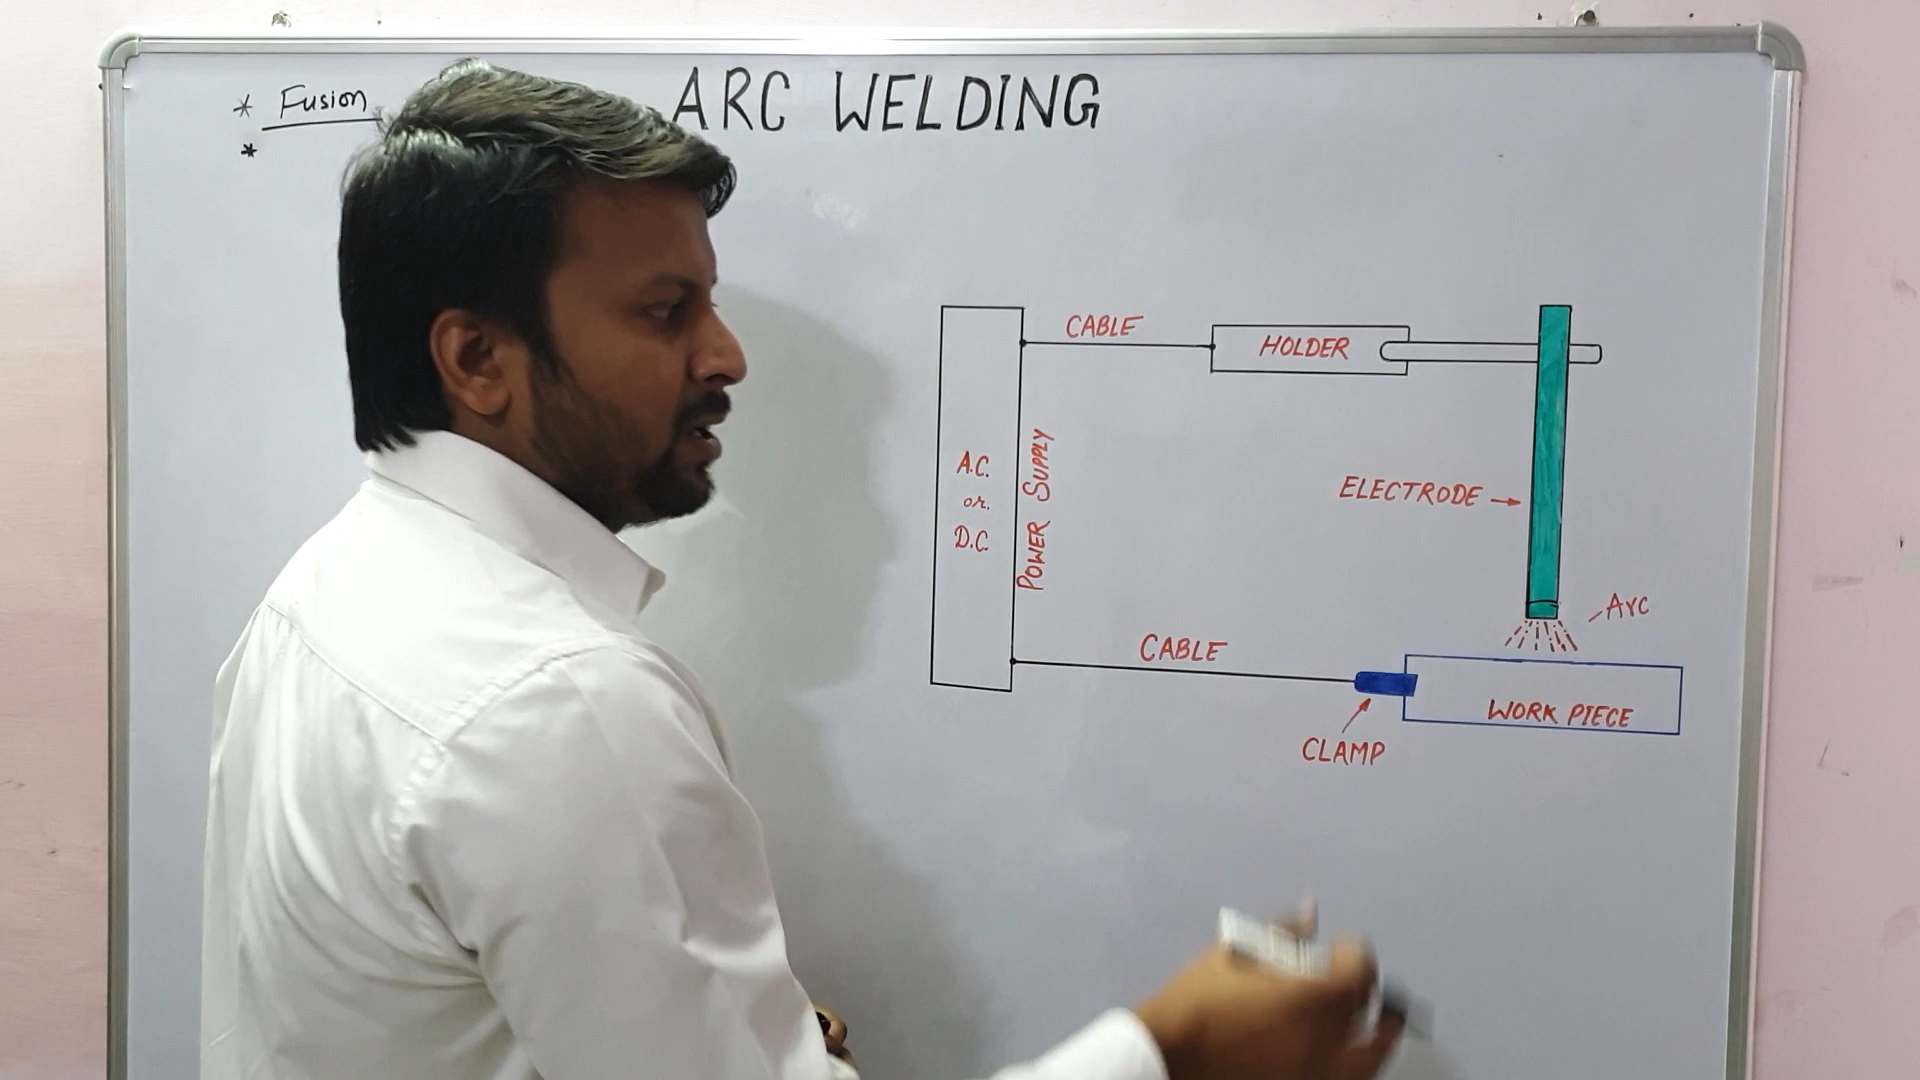 * Fusion
*
ARC WELDING
CABLE
HOLDER
A.C.
or.
D.C.
POWER SUPPLY
ELECTRODE →
Arc
CABLE
WORK PIECE
CLAMP